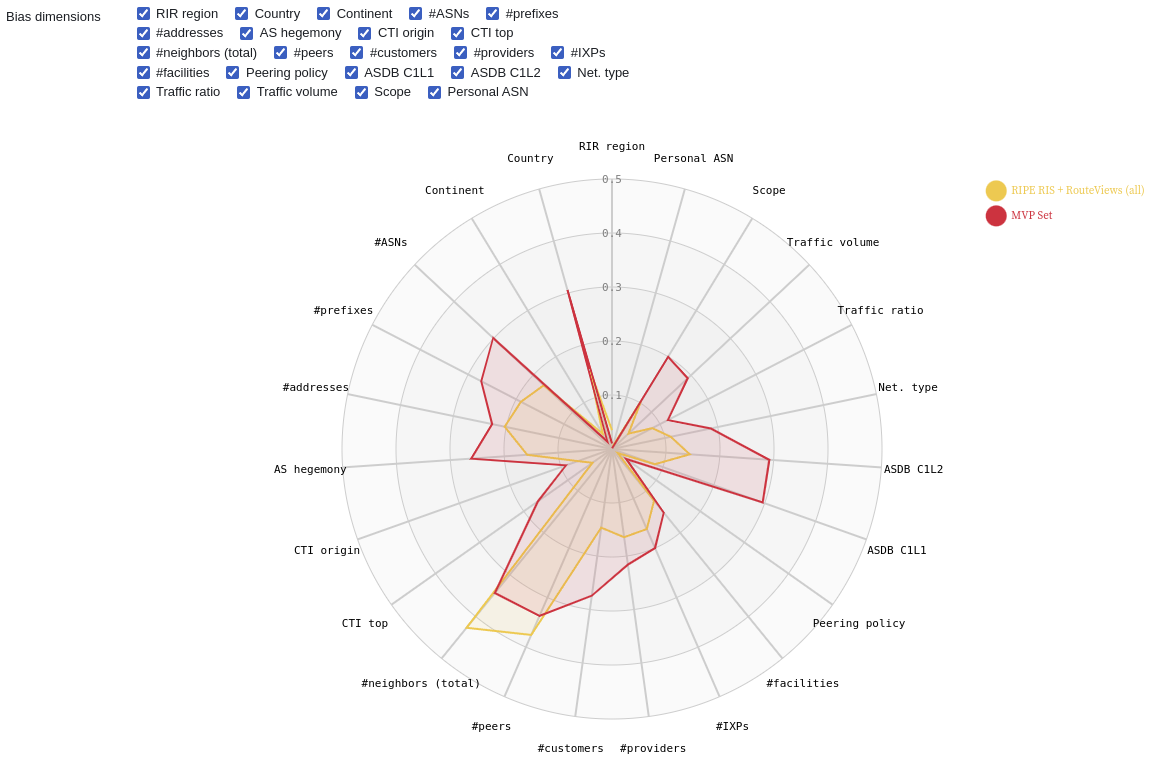 Bias dimensions
RIR region Country Continent #ASNs #prefixes
#addresses AS hegemony CTI origin CTI top
#neighbors (total) #peers #customers #providers #IXPs
#facilities Peering policy ASDB C1L1 ASDB C1L2 Net. type
Traffic ratio Traffic volume Scope Personal ASN
RIR region
Country
Personal ASN
Continent
Scope
#ASNs
Traffic volume
#prefixes
Traffic ratio
#addresses
Net. type
AS hegemony
ASDB C1L2
CTI origin
ASDB C1L1
CTI top
Peering policy
#neighbors (total)
#facilities
#peers
#IXPs
#customers
#providers
0.5
0.4
0.3
0.2
0.1
RIPE RIS + RouteViews (all)
MVP Set